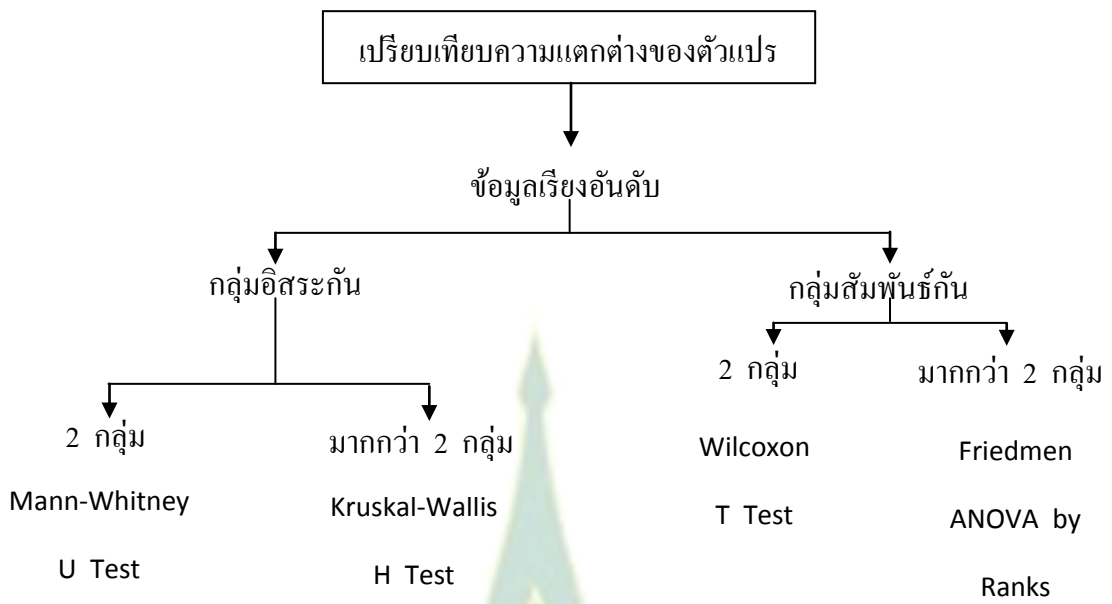 เปรียบเทียบความแตกต่างของตัวแปร
ข้อมูลเรียงอันดับ
กลุ่มอิสระกัน
กลุ่มสัมพันธ์กัน
2 กลุ่ม
มากกว่า 2 กลุ่ม
Wilcoxon
T Test
Friedmen
ANOVA by
Ranks
2 กลุ่ม
มากกว่า 2 กลุ่ม
Mann-Whitney
U Test
Kruskal-Wallis
H Test